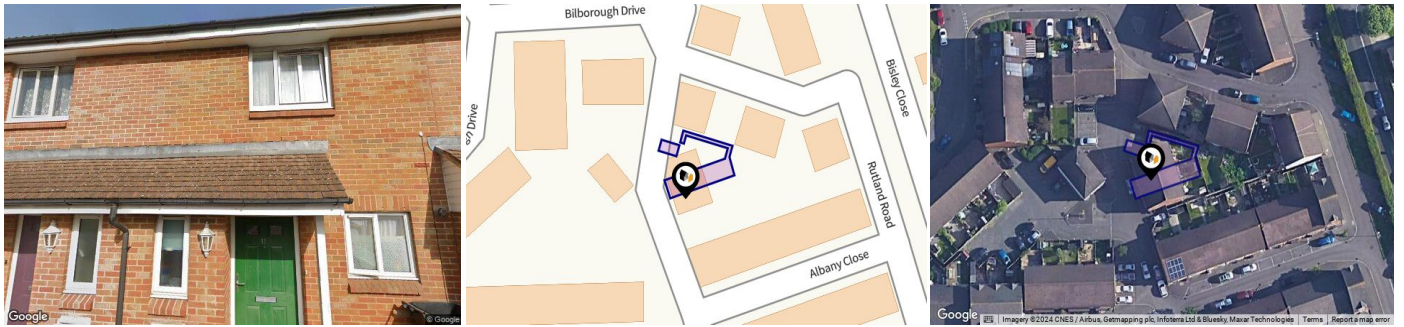 Google
© Google
Bilborough Drive
Bisley Close
Drive
Rutland Road
Albany Close
Google
Imagery ©2024 CNES / Airbus, Getmapping plc, Infoterra Ltd & Bluesky, Maxar Technologies
Terms
Report a map error